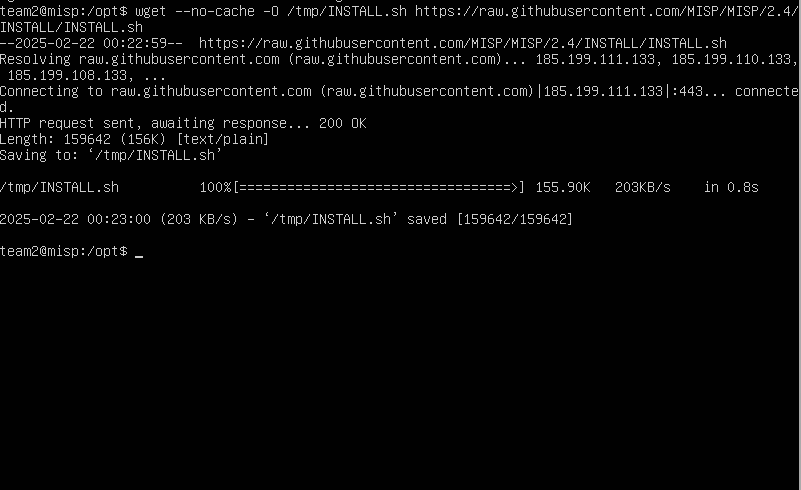 team2@misp:/opt$ wget --no-cache -O /tmp/INSTALL.sh https://raw.githubusercontent.com/MISP/MISP/2.4/
INSTALL/INSTALL.sh
--2025-02-22 00:22:59--  https://raw.githubusercontent.com/MISP/MISP/2.4/INSTALL/INSTALL.sh
Resolving raw.githubusercontent.com (raw.githubusercontent.com)... 185.199.111.133, 185.199.110.133,
 185.199.108.133, ...
Connecting to raw.githubusercontent.com (raw.githubusercontent.com)|185.199.111.133|:443... connecte
d.
HTTP request sent, awaiting response... 200 OK
Length: 159642 (156K) [text/plain]
Saving to: ‘/tmp/INSTALL.sh’
/tmp/INSTALL.sh          100%[==================================>] 155.90K   203KB/s    in 0.8s
2025-02-22 00:23:00 (203 KB/s) - ‘/tmp/INSTALL.sh’ saved [159642/159642]
team2@misp:/opt$ _